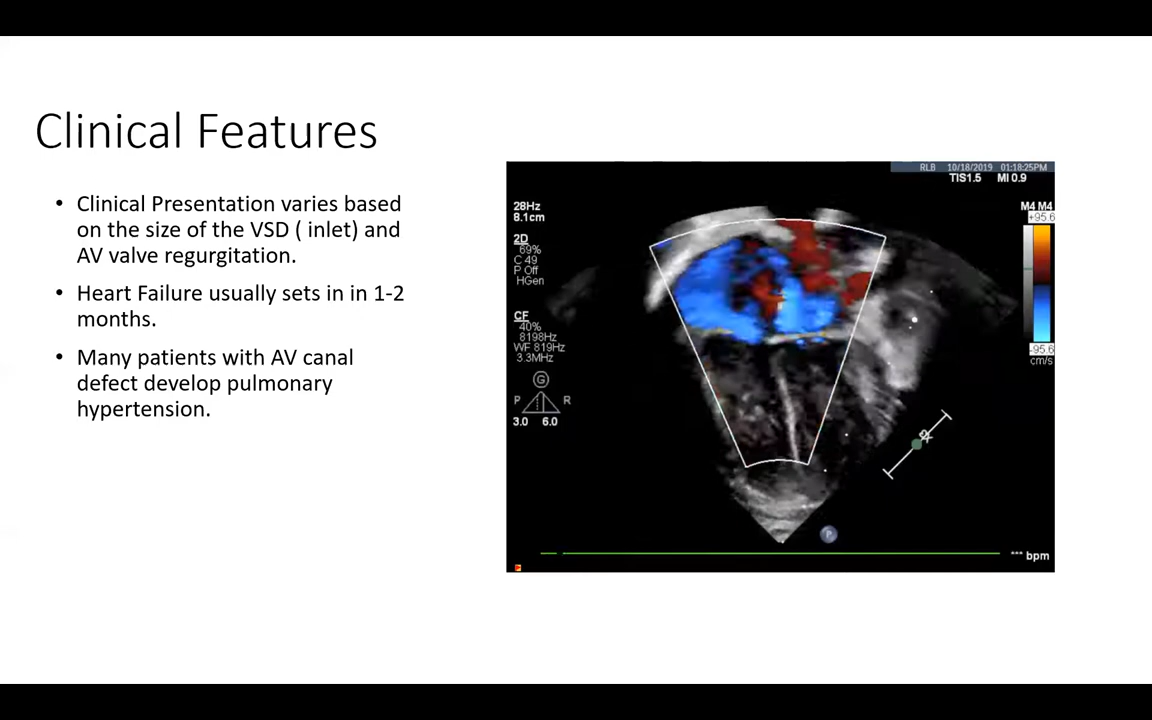 Clinical Features
• Clinical Presentation varies based
on the size of the VSD ( inlet) and
AV valve regurgitation.
• Heart Failure usually sets in in 1-2
months.
• Many patients with AV canal
defect develop pulmonary
hypertension.
RLB 10/18/2019 01:18:25PM
TIS1.5 MI 0.9
28Hz
8.1cm
2D
69%
C 49
P Off
HGen
CF
40%
8198Hz
WF 819Hz
3.3MHz
G
P R
3.0 6.0
M4 M4
+95.6
-95.6
cm/s
P
*** bpm